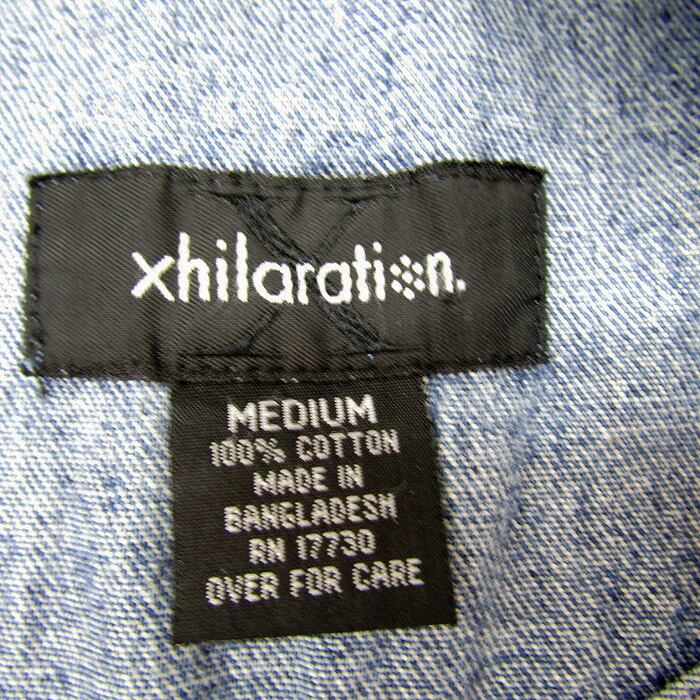 xhilaration.
MEDIUM
100% COTTON
MADE IN
BANGLADESH
RN 17730
OVER FOR CARE